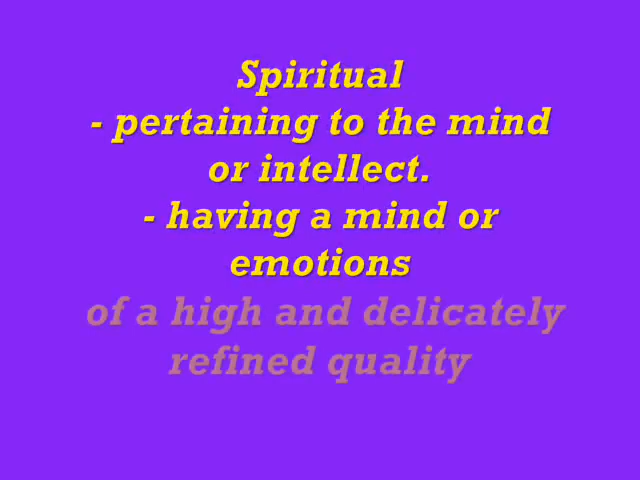 Spiritual
- pertaining to the mind
or intellect.
- having a mind or
emotions
of a high and delicately
refined quality